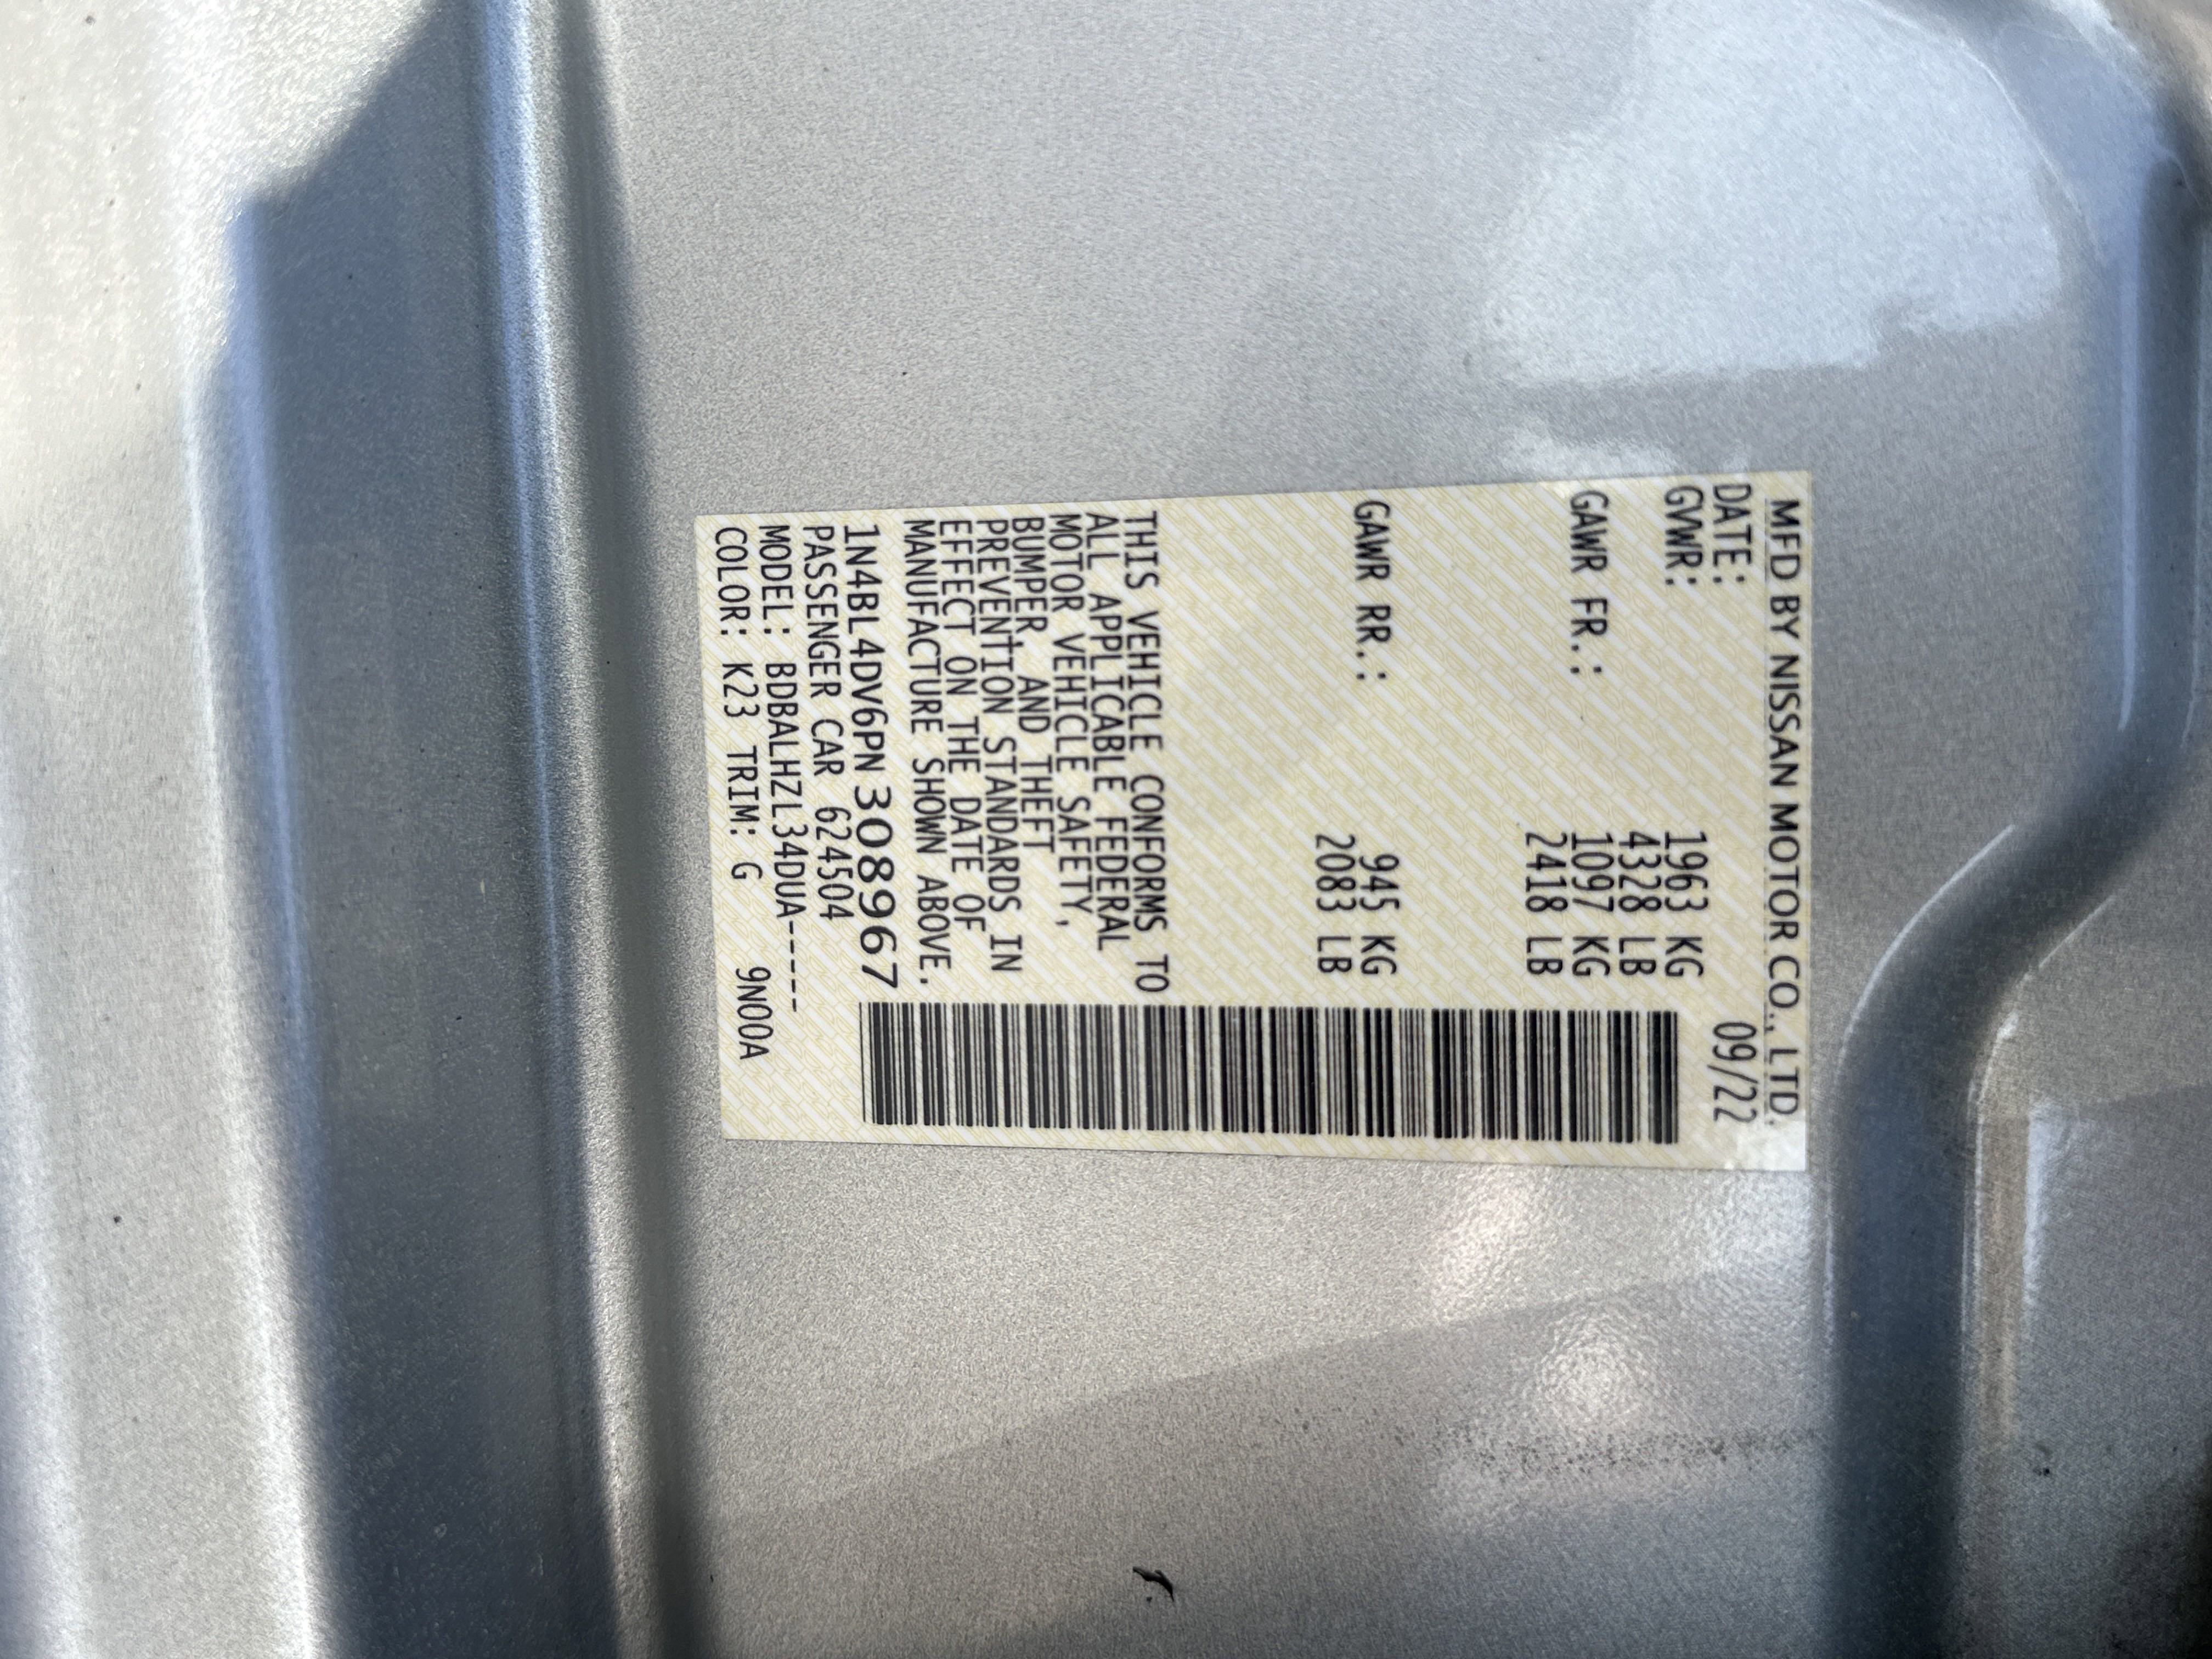 MFD BY NISSAN MOTOR CO., LTD.
DATE: 09/22
GVWR: 1963 KG
4328 LB
GAWR FR.: 1097 KG
2418 LB
GAWR RR.: 945 KG
2083 LB
THIS VEHICLE CONFORMS TO
ALL APPLICABLE FEDERAL
MOTOR VEHICLE SAFETY,
BUMPER, AND THEFT
PREVENTION STANDARDS IN
EFFECT ON THE DATE OF
MANUFACTURE SHOWN ABOVE.
1N4BL4DV6PN308967
PASSENGER CAR 624504
MODEL: BDBALHZL34DUA-----
COLOR: K23 TRIM: G 9N00A